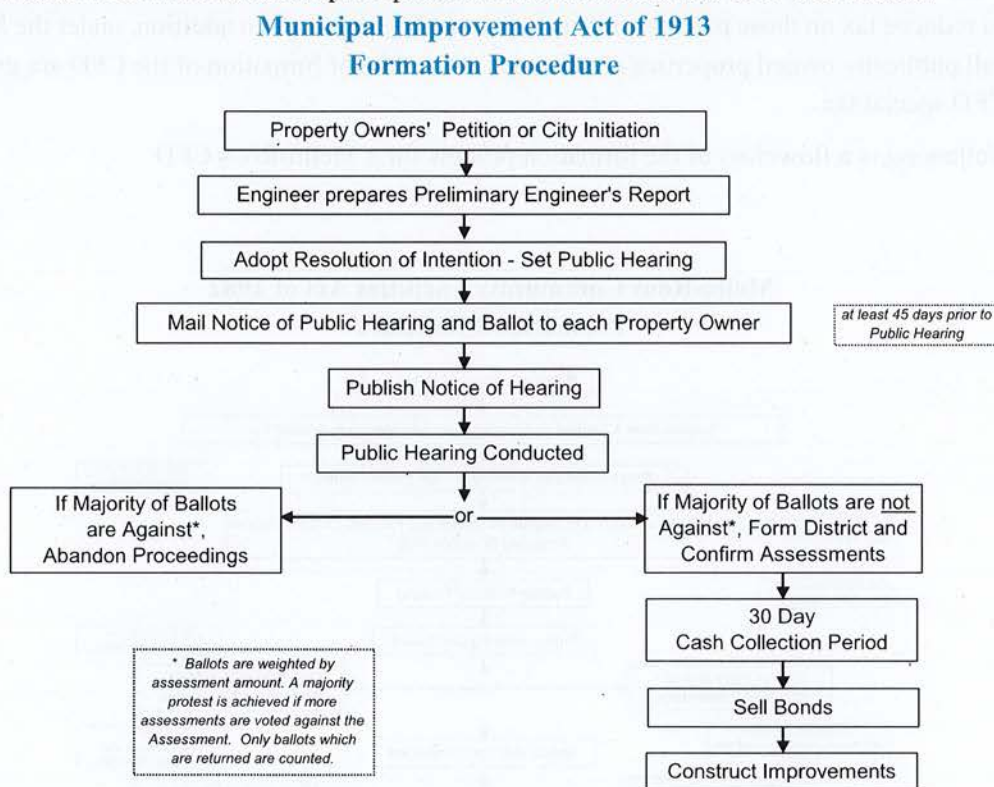 Municipal Improvement Act of 1913
Formation Procedure
Property Owners' Petition or City Initiation
Engineer prepares Preliminary Engineer's Report
Adopt Resolution of Intention - Set Public Hearing
Mail Notice of Public Hearing and Ballot to each Property Owner
at least 45 days prior to
Public Hearing
Publish Notice of Hearing
Public Hearing Conducted
If Majority of Ballots
are Against*,
Abandon Proceedings
or
If Majority of Ballots are not
Against*, Form District and
Confirm Assessments
30 Day
Cash Collection Period
* Ballots are weighted by
assessment amount. A majority
protest is achieved if more
assessments are voted against the
Assessment. Only ballots which
are returned are counted.
Sell Bonds
Construct Improvements